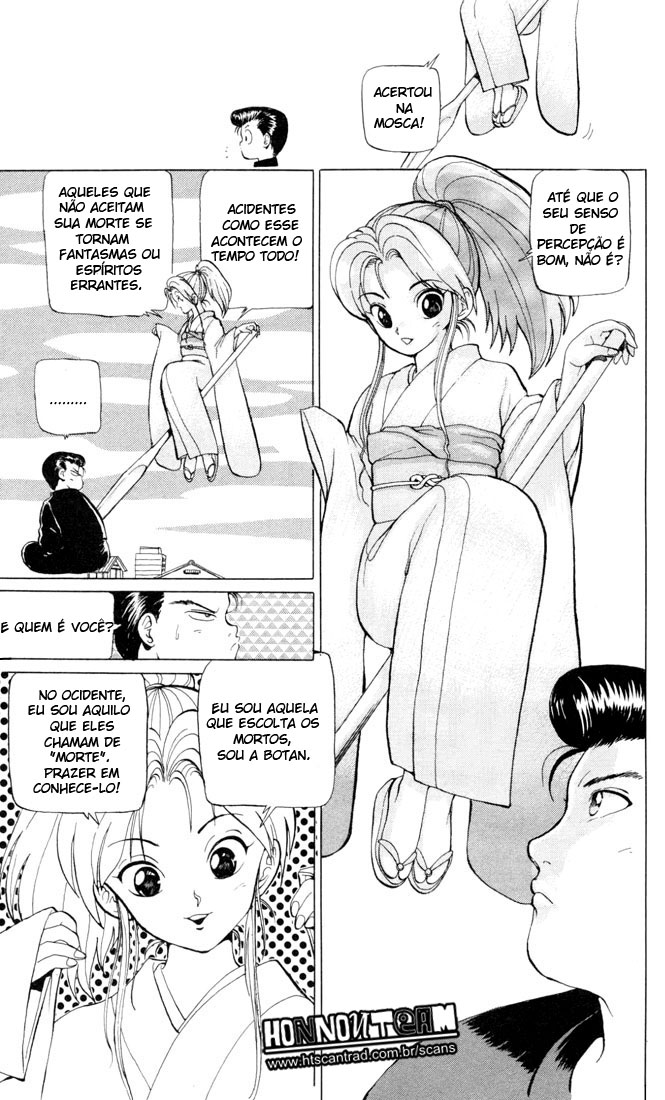 ACERTOU
NA
MOSCA!
ATÉ QUE O
SEU SENSO
DE
PERCEPÇÃO É
BOM, NÃO É?
ACIDENTES
COMO ESSE
ACONTECEM O
TEMPO TODO!
AQUELES QUE
NÃO ACEITAM
SUA MORTE SE
TORNAM
FANTASMAS OU
ESPÍRITOS
ERRANTES.
.........
E QUEM É VOCÊ?
EU SOU AQUELA
QUE ESCOLTA OS
MORTOS,
SOU A BOTAN.
NO OCIDENTE,
EU SOU AQUILO
QUE ELES
CHAMAM DE
"MORTE".
PRAZER EM
CONHECE-LO!
HONNOUTEAM
www.htscantrad.com.br/scans